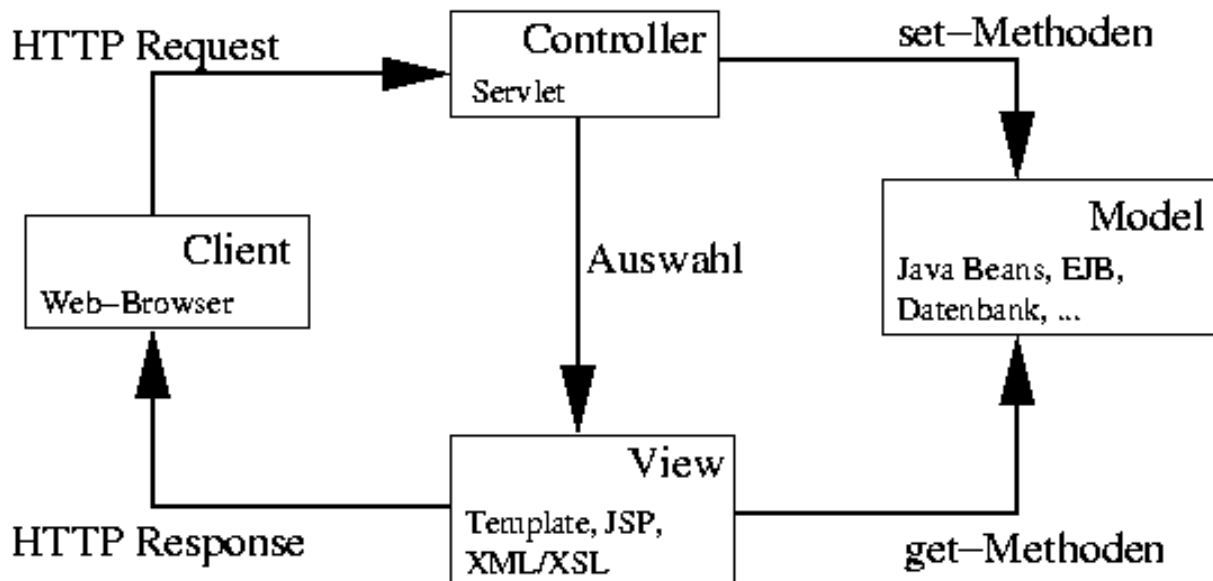 HTTP Request
Controller
Servlet
set–Methoden
Client
Web–Browser
Auswahl
Model
Java Beans, EJB,
Datenbank, ...
View
Template, JSP,
XML/XSL
HTTP Response
get–Methoden